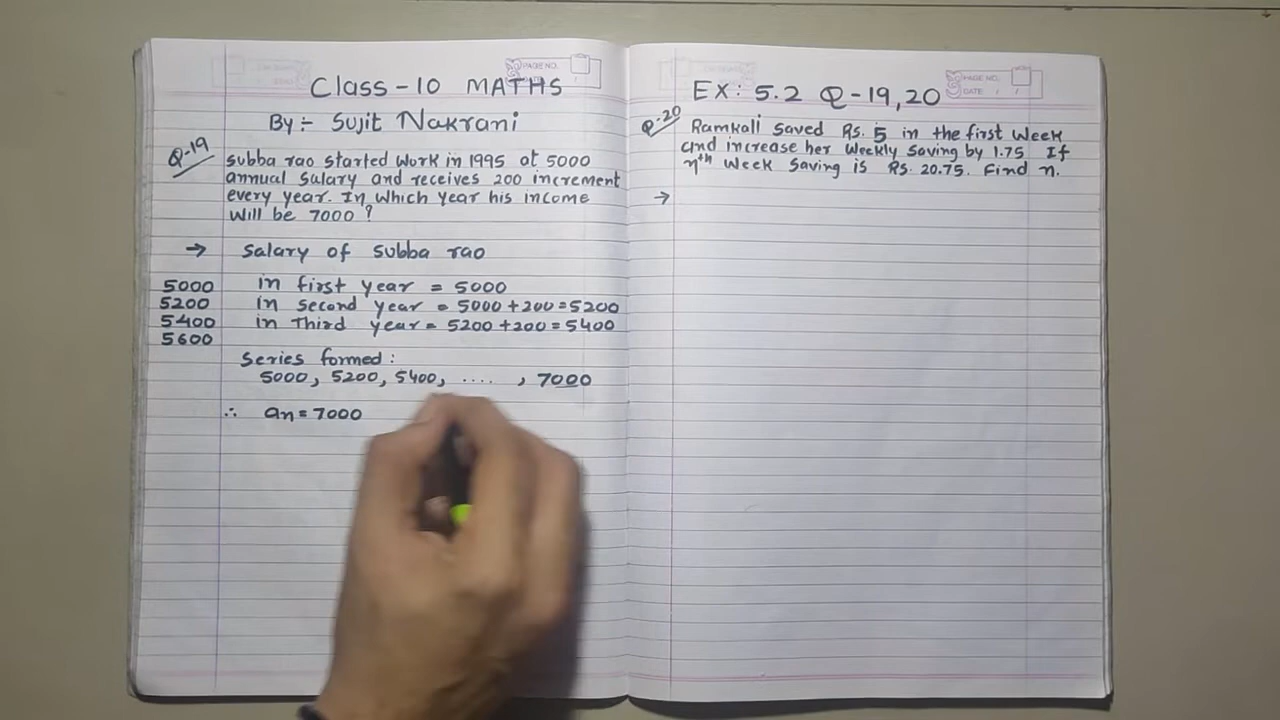 Class-10 MATHS
By:- Sujit Nakrani
Q-19
Subba rao started work in 1995 at 5000
annual salary and receives 200 increment
every year. In which year his income
will be 7000 ?
→ Salary of subba rao
5000 in first year = 5000
5200 in second year = 5000 + 200 = 5200
5400 in Third year = 5200 + 200 = 5400
5600
Series formed :
5000, 5200, 5400, .... , 7000
∴ an = 7000
PAGE NO.
DATE / /
EX: 5.2 Q-19,20
Q-20
Ramkali saved Rs. 5 in the first week
and increase her weekly saving by 1.75 If
nth week saving is Rs. 20.75. Find n.
→